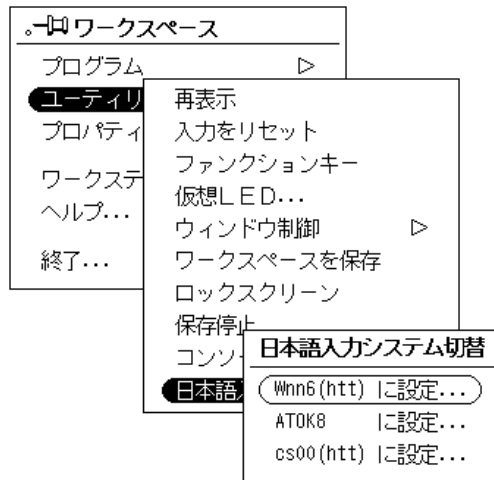 ワークスペース
プログラム
ユーティリ
プロパティ
ワークステ
ヘルプ...
終了...
再表示
入力をリセット
ファンクションキー
仮想ＬＥＤ...
ウィンドウ制御
ワークスペースを保存
ロックスクリーン
保存停止
コンソ
日本語
日本語入力システム切替
Wnn6(htt) に設定...
ATOK8 に設定...
cs00(htt) に設定...